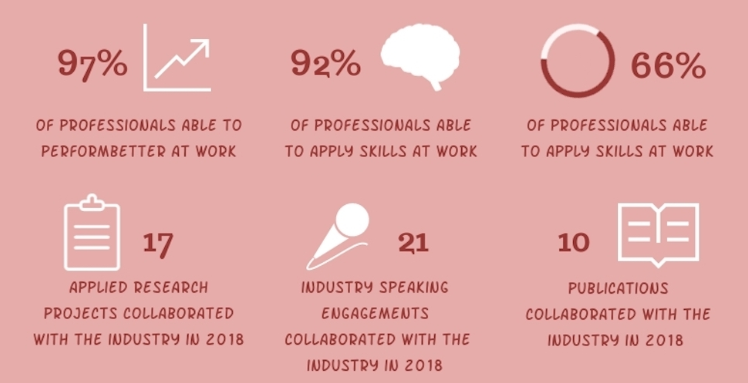 97%
OF PROFESSIONALS ABLE TO
PERFORMBETTER AT WORK
92%
OF PROFESSIONALS ABLE
TO APPLY SKILLS AT WORK
66%
OF PROFESSIONALS ABLE
TO APPLY SKILLS AT WORK
17
APPLIED RESEARCH
PROJECTS COLLABORATED
WITH THE INDUSTRY IN 2018
21
INDUSTRY SPEAKING
ENGAGEMENTS
COLLABORATED WITH THE
INDUSTRY IN 2018
10
PUBLICATIONS
COLLABORATED WITH THE
INDUSTRY IN 2018